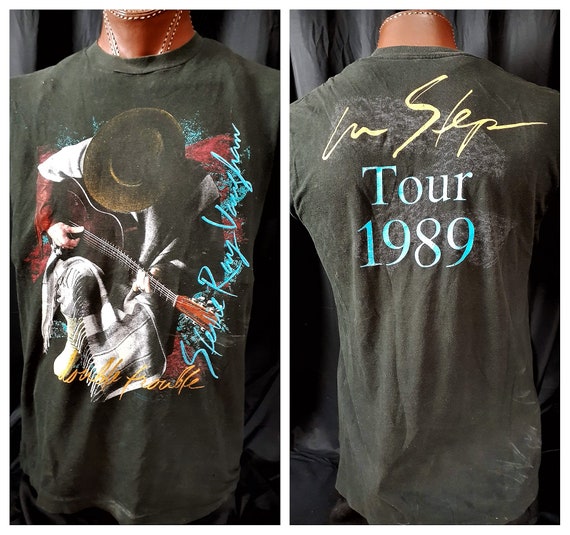 Stevie Ray Vaughan
double trouble
In Step
Tour
1989